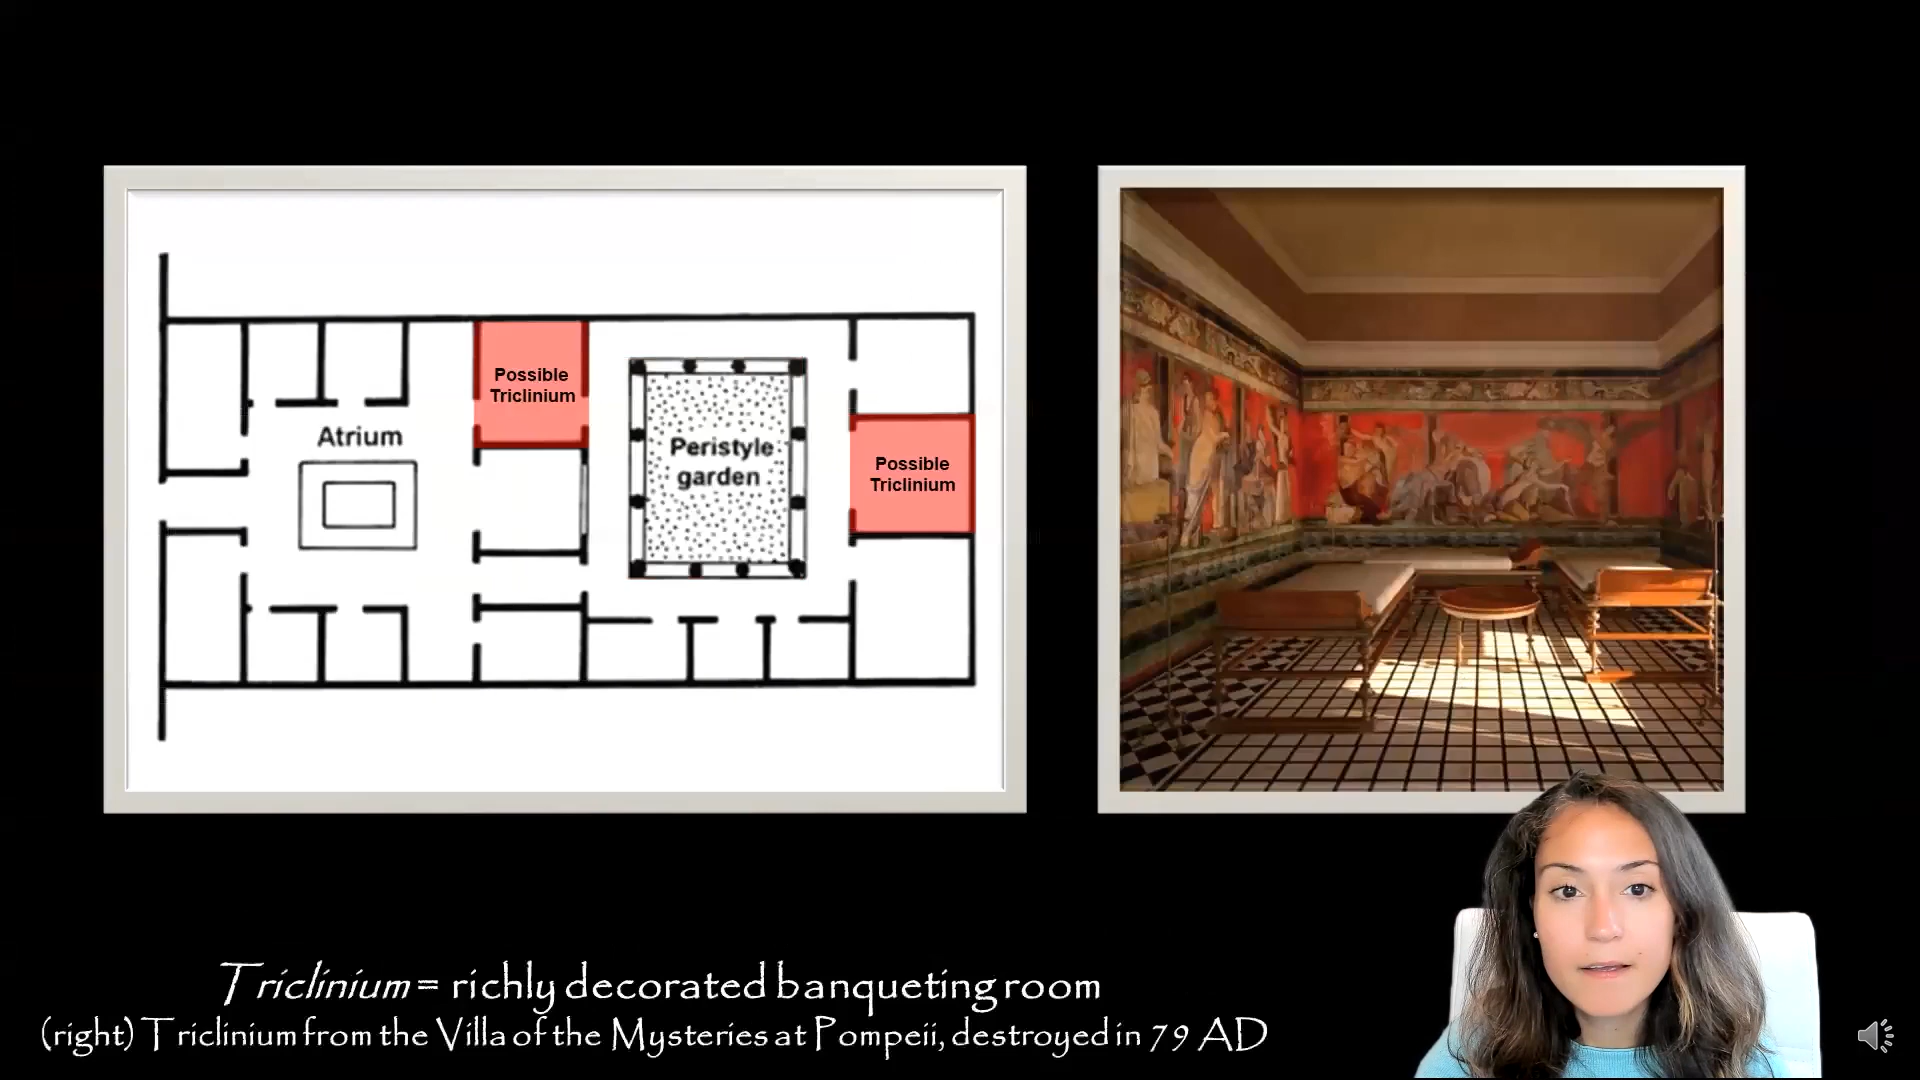 Possible
Triclinium
Atrium
Peristyle
garden
Possible
Triclinium
Triclinium = richly decorated banqueting room
(right) Triclinium from the Villa of the Mysteries at Pompeii, destroyed in 79 AD